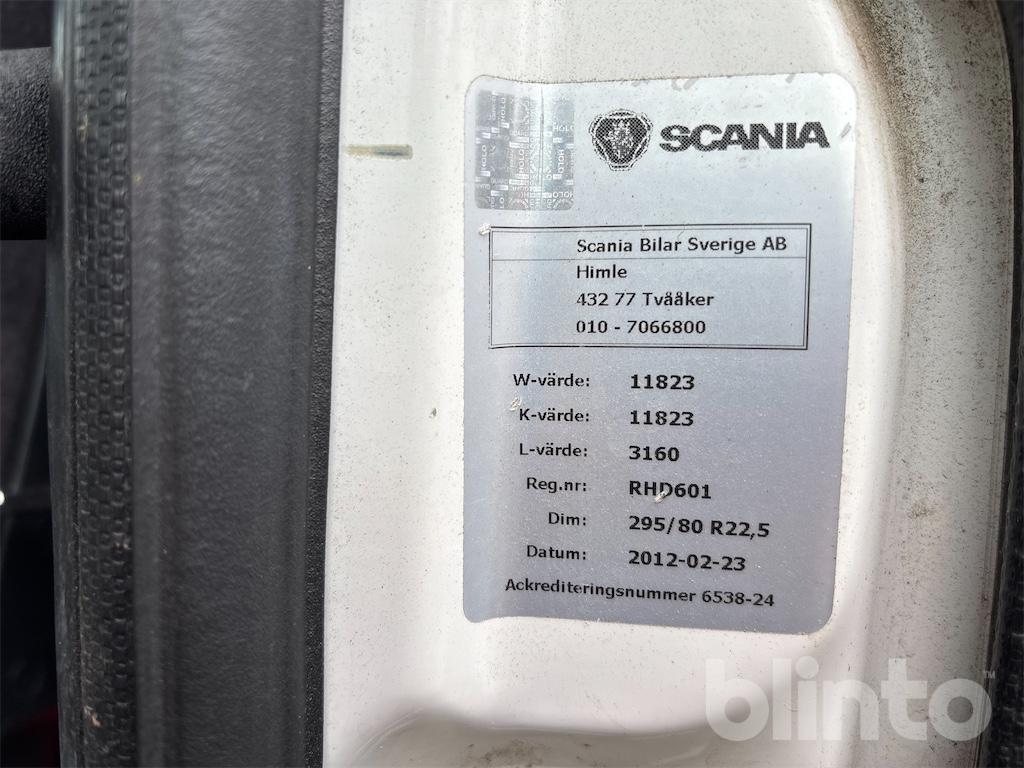 SCANIA
Scania Bilar Sverige AB
Himle
432 77 Tvååker
010 - 7066800
W-värde: 11823
K-värde: 11823
L-värde: 3160
Reg.nr: RHD601
Dim: 295/80 R22,5
Datum: 2012-02-23
Ackrediteringsnummer 6538-24
blinto™